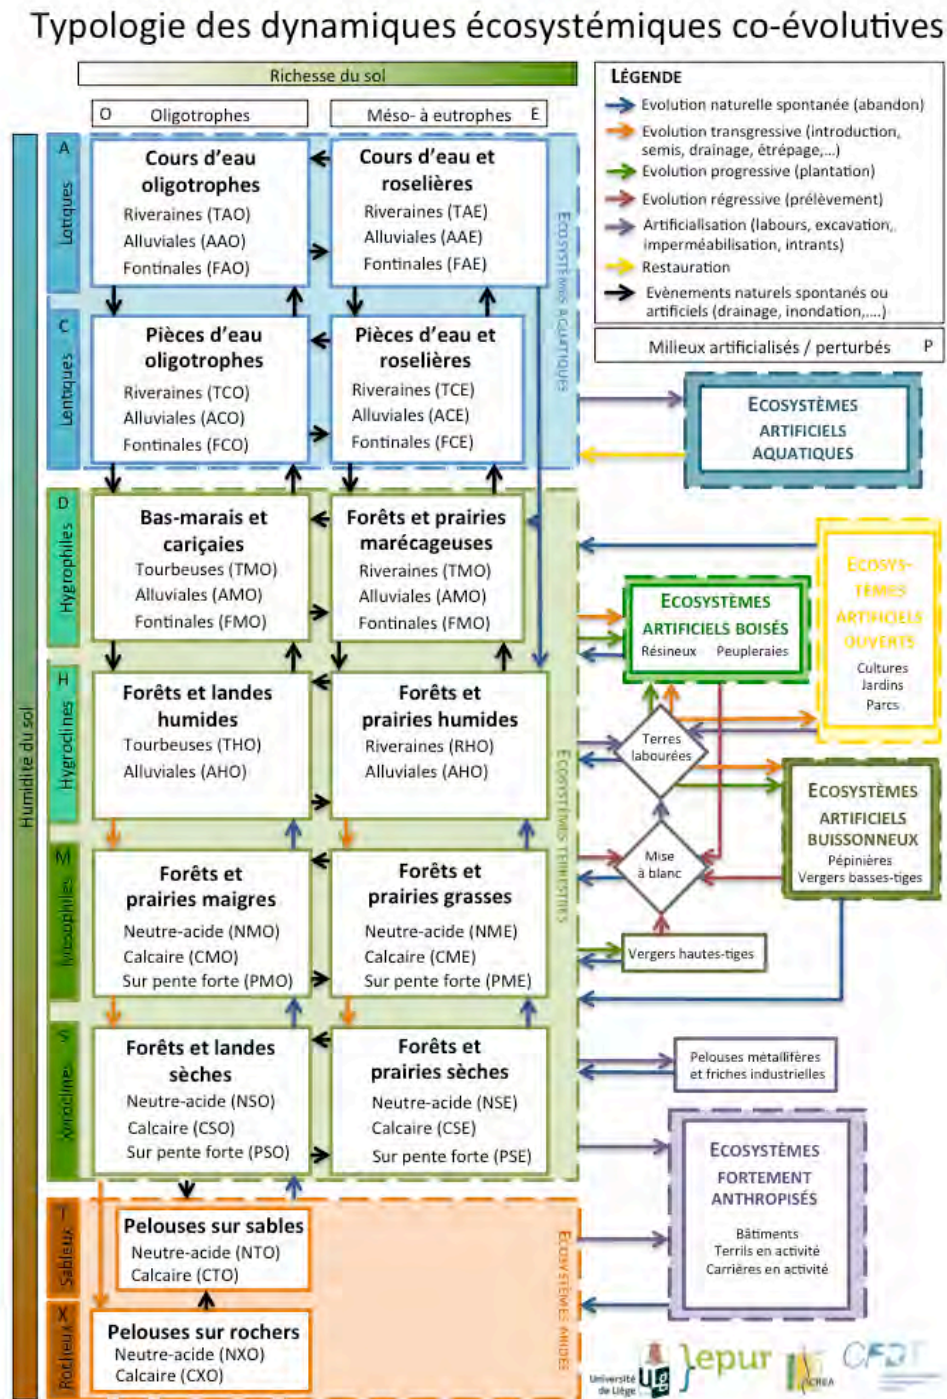 Typologie des dynamiques écosystémiques co-évolutives
Richesse du sol
O Oligotrophes
Méso- à eutrophes E
LÉGENDE
Evolution naturelle spontanée (abandon)
Evolution transgressive (introduction,
semis, drainage, étrépage,...)
Evolution progressive (plantation)
Evolution régressive (prélèvement)
Artificialisation (labours, excavation,
imperméabilisation, intrants)
Restauration
Evènements naturels spontanés ou
artificiels (drainage, inondation,....)
Milieux artificialisés / perturbés P
Humidité du sol
A
Lotiques
Cours d'eau
oligotrophes
Riveraines (TAO)
Alluviales (AAO)
Fontinales (FAO)
Cours d'eau et
roselières
Riveraines (TAE)
Alluviales (AAE)
Fontinales (FAE)
ECOSYSTÈMES AQUATIQUES
C
Lentiques
Pièces d'eau
oligotrophes
Riveraines (TCO)
Alluviales (ACO)
Fontinales (FCO)
Pièces d'eau et
roselières
Riveraines (TCE)
Alluviales (ACE)
Fontinales (FCE)
ECOSYSTÈMES
ARTIFICIELS
AQUATIQUES
D
Hygrophiles
Bas-marais et
cariçaies
Tourbeuses (TMO)
Alluviales (AMO)
Fontinales (FMO)
Forêts et prairies
marécageuses
Riveraines (TMO)
Alluviales (AMO)
Fontinales (FMO)
ECOSYSTÈMES
ARTIFICIELS BOISÉS
Résineux Peupleraies
ECOSYS-
TÈMES
ARTIFICIELS
OUVERTS
Cultures
Jardins
Parcs
H
Hygroclines
Forêts et landes
humides
Tourbeuses (THO)
Alluviales (AHO)
Forêts et
prairies humides
Riveraines (RHO)
Alluviales (AHO)
ECOSYSTÈMES TERRESTRES
Terres
labourées
ECOSYSTÈMES
ARTIFICIELS
BUISSONNEUX
Pépinières
Vergers basses-tiges
M
Mésophiles
Forêts et
prairies maigres
Neutre-acide (NMO)
Calcaire (CMO)
Sur pente forte (PMO)
Forêts et
prairies grasses
Neutre-acide (NME)
Calcaire (CME)
Sur pente forte (PME)
Mise
à blanc
Vergers hautes-tiges
S
Xéroclines
Forêts et landes
sèches
Neutre-acide (NSO)
Calcaire (CSO)
Sur pente forte (PSO)
Forêts et
prairies sèches
Neutre-acide (NSE)
Calcaire (CSE)
Sur pente forte (PSE)
Pelouses métallifères
et friches industrielles
ECOSYSTÈMES
FORTEMENT
ANTHROPISÉS
Bâtiments
Terrils en activité
Carrières en activité
T
Sableux
Pelouses sur sables
Neutre-acide (NTO)
Calcaire (CTO)
ECOSYSTÈMES ARIDES
X
Rocheux
Pelouses sur rochers
Neutre-acide (NXO)
Calcaire (CXO)
Université
de Liège
lepur